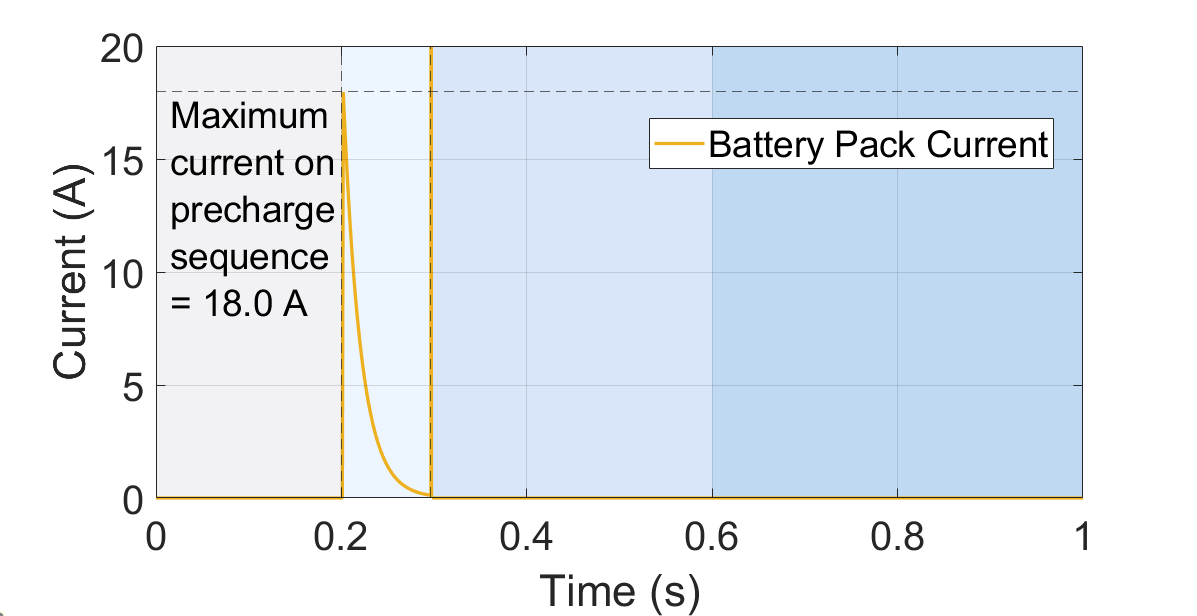 20
Maximum
current on
precharge
sequence
= 18.0 A
Battery Pack Current
15
10
5
0
Current (A)
0 0.2 0.4 0.6 0.8 1
Time (s)